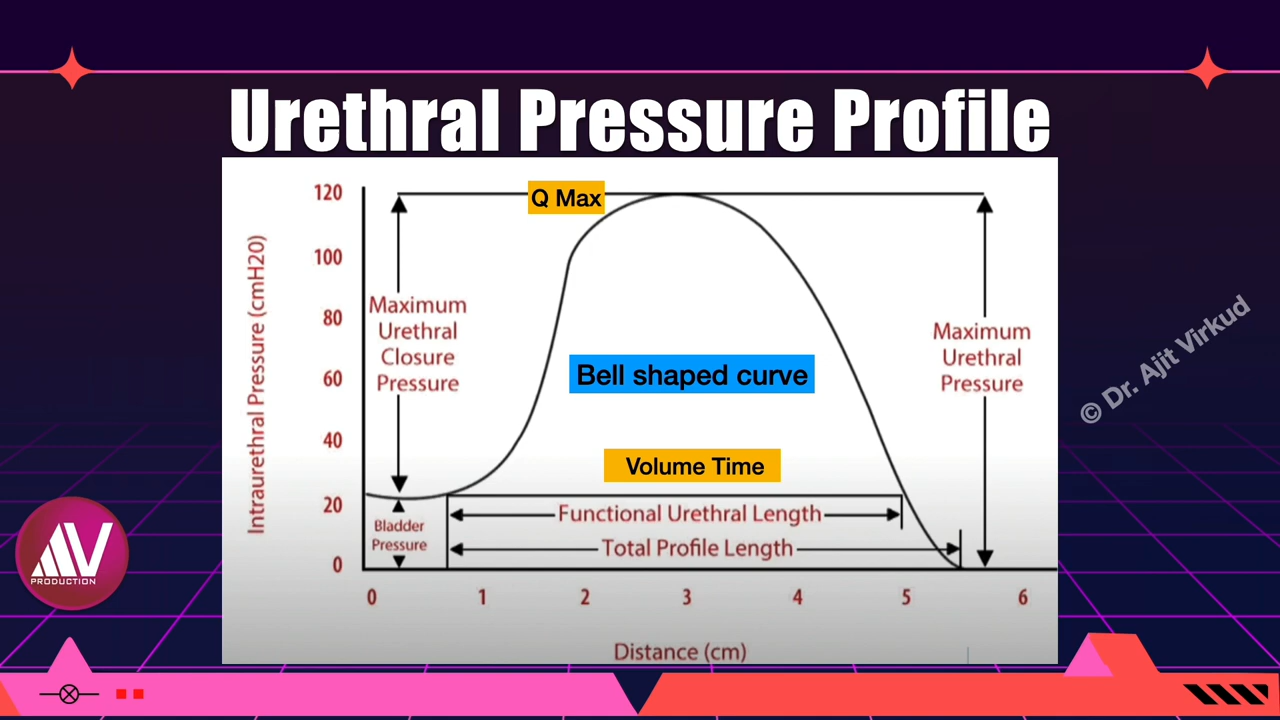 Urethral Pressure Profile
120
100
80
60
40
20
0
Intraurethral Pressure (cmH20)
Q Max
Maximum
Urethral
Closure
Pressure
Maximum
Urethral
Pressure
Bell shaped curve
Volume Time
Functional Urethral Length
Bladder
Pressure
Total Profile Length
0 1 2 3 4 5 6
Distance (cm)
© Dr. Ajit Virkud
AV
PRODUCTION